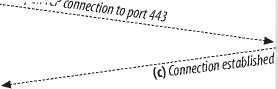 connection to port 443
(c) Connection established